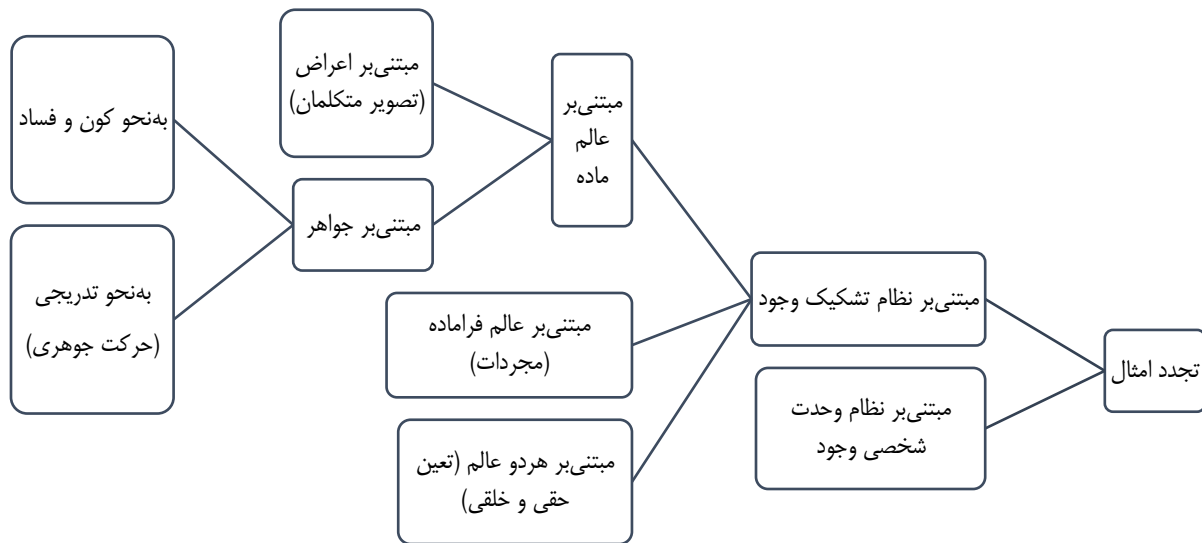 تجدد امثال
مبتنی‌بر نظام تشکیک وجود
مبتنی‌بر نظام وحدت
شخصی وجود
مبتنی‌بر
عالم
ماده
مبتنی‌بر عالم فراماده
(مجردات)
مبتنی‌بر هردو عالم (تعین
حقی و خلقی)
مبتنی‌بر اعراض
(تصویر متکلمان)
مبتنی‌بر جواهر
به‌نحو کون و فساد
به‌نحو تدریجی
(حرکت جوهری)